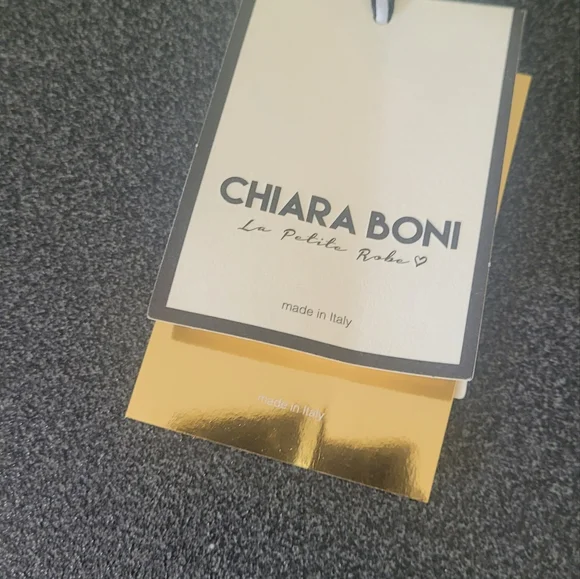 CHIARA BONI
La Petite Robe♡
made in Italy
made in Italy